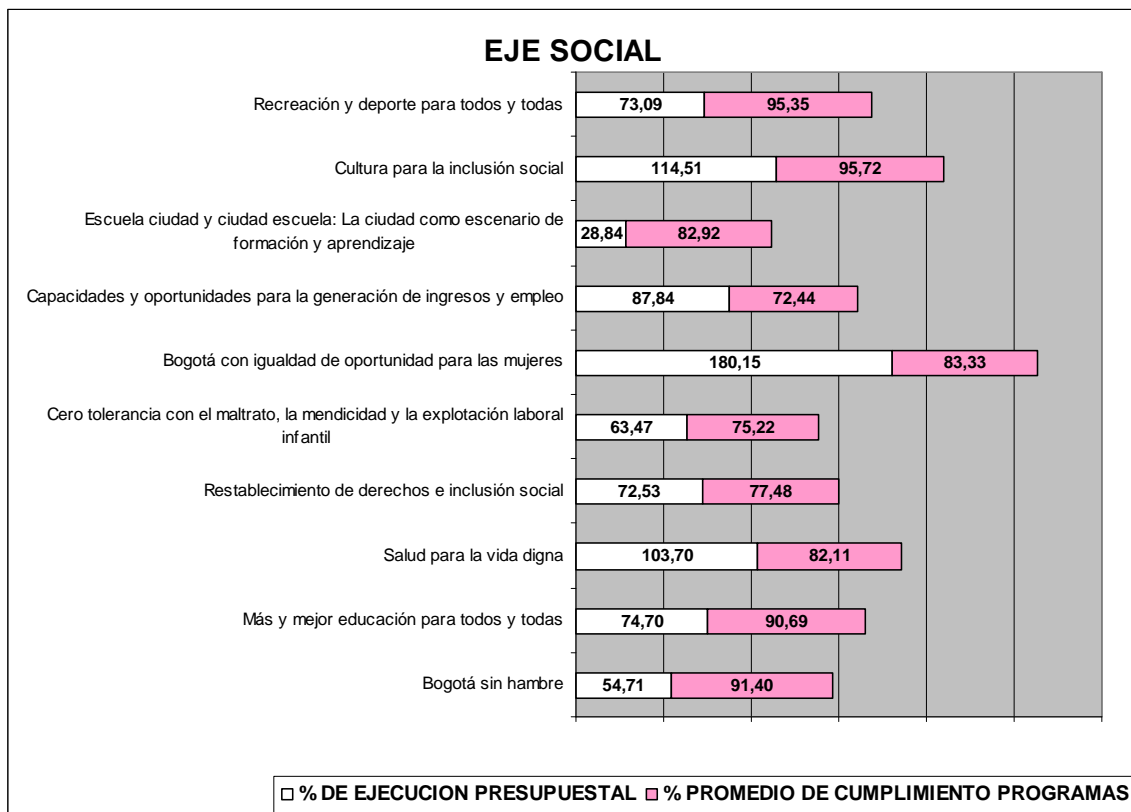 EJE SOCIAL
Recreación y deporte para todos y todas
73,09 95,35
Cultura para la inclusión social
114,51 95,72
Escuela ciudad y ciudad escuela: La ciudad como escenario de
formación y aprendizaje
28,84 82,92
Capacidades y oportunidades para la generación de ingresos y empleo
87,84 72,44
Bogotá con igualdad de oportunidad para las mujeres
180,15 83,33
Cero tolerancia con el maltrato, la mendicidad y la explotación laboral
infantil
63,47 75,22
Restablecimiento de derechos e inclusión social
72,53 77,48
Salud para la vida digna
103,70 82,11
Más y mejor educación para todos y todas
74,70 90,69
Bogotá sin hambre
54,71 91,40
% DE EJECUCION PRESUPUESTAL % PROMEDIO DE CUMPLIMIENTO PROGRAMAS